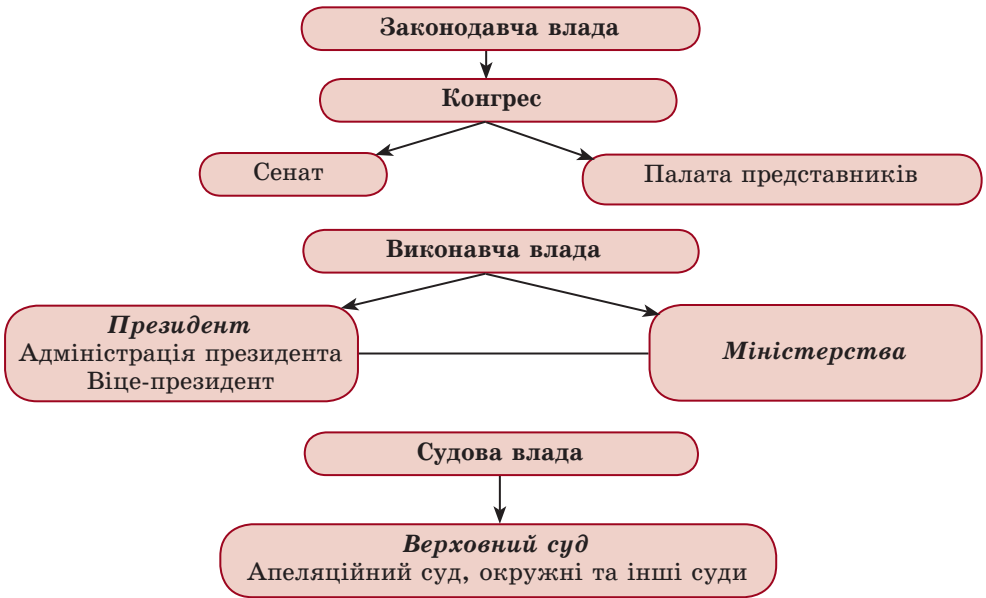 Законодавча влада
Конгрес
Сенат
Палата представників
Виконавча влада
Президент
Адміністрація президента
Віце-президент
Міністерства
Судова влада
Верховний суд
Апеляційний суд, окружні та інші суди